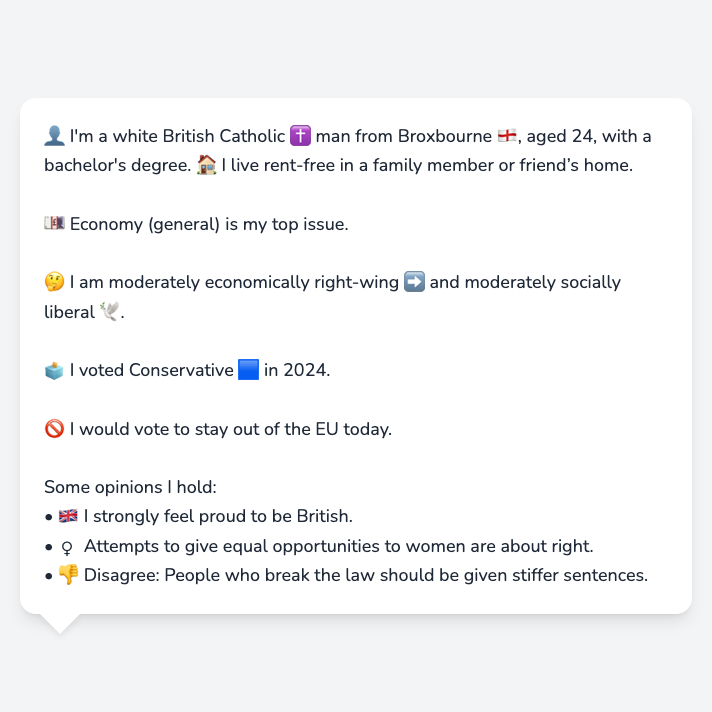 👤 I'm a white British Catholic ✝️ man from Broxbourne 🏴󠁧󠁢󠁥󠁮󠁧󠁿, aged 24, with a
bachelor's degree. 🏠 I live rent-free in a family member or friend’s home.
💷 Economy (general) is my top issue.
🤔 I am moderately economically right-wing ➡️ and moderately socially
liberal 🕊️.
🗳️ I voted Conservative 🟦 in 2024.
🚫 I would vote to stay out of the EU today.
Some opinions I hold:
• 🇬🇧 I strongly feel proud to be British.
• ♀ Attempts to give equal opportunities to women are about right.
• 👎 Disagree: People who break the law should be given stiffer sentences.